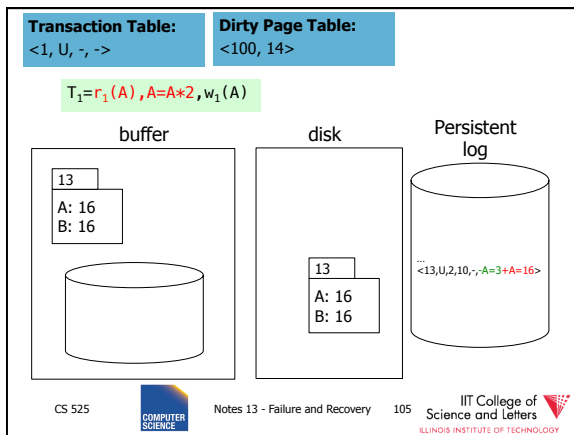 Transaction Table:
<1, U, -, ->
Dirty Page Table:
<100, 14>
T1=r1(A),A=A*2,w1(A)
buffer
disk
Persistent
log
13
A: 16
B: 16
13
A: 16
B: 16
...
<13,U,2,10,-,-A=3+A=16>
CS 525
COMPUTER
SCIENCE
Notes 13 - Failure and Recovery
105
IIT College of
Science and Letters
ILLINOIS INSTITUTE OF TECHNOLOGY